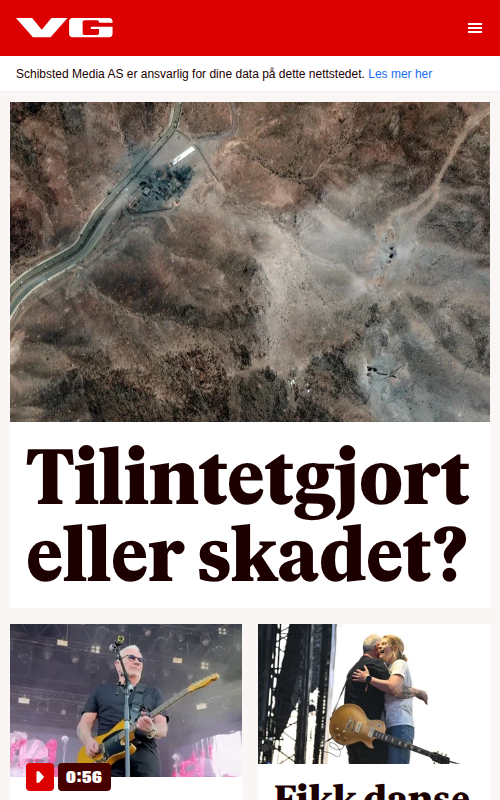 VG
Schibsted Media AS er ansvarlig for dine data på dette nettstedet. Les mer her
Tilintetgjort
eller skadet?
0:56
Fikk danse